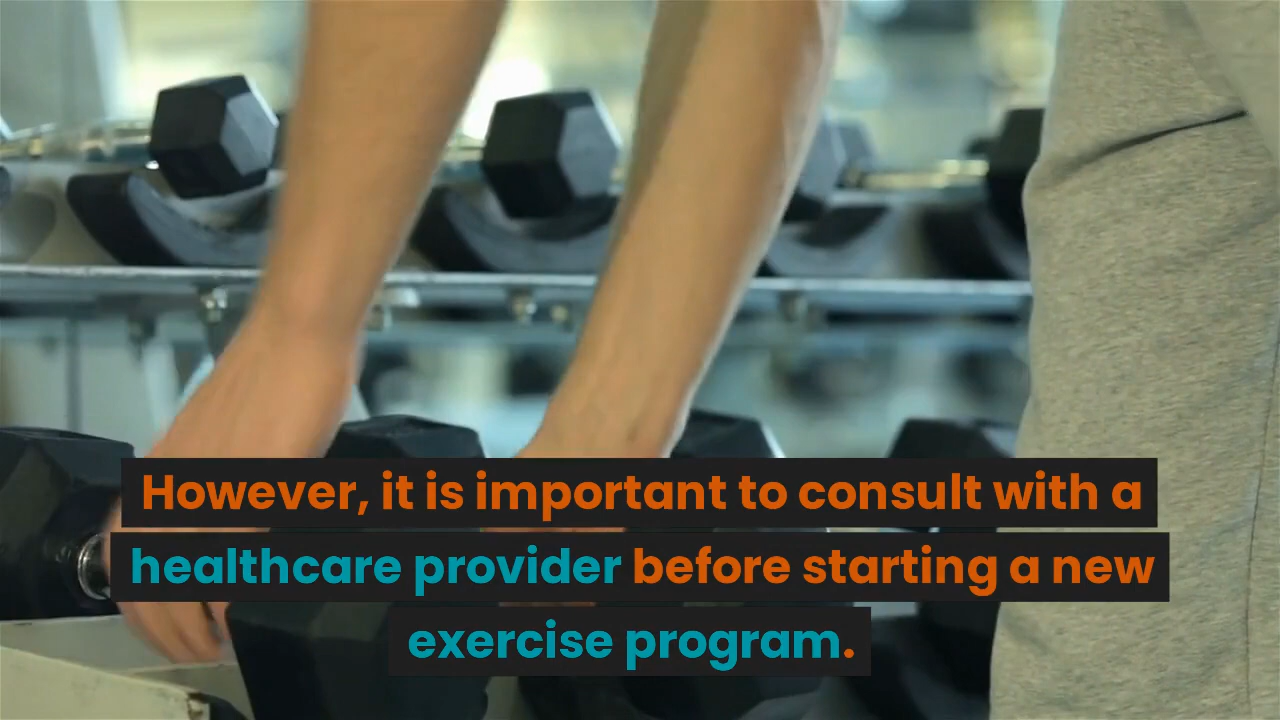 However, it is important to consult with a
healthcare provider before starting a new
exercise program.